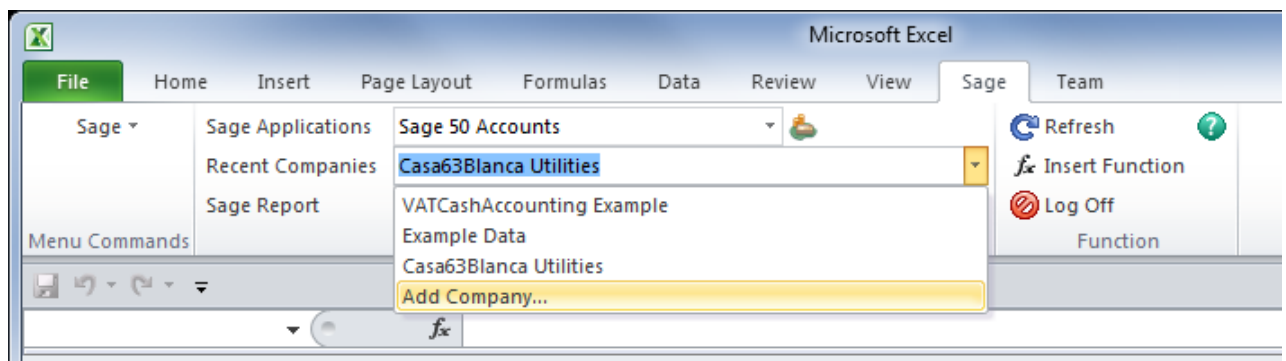 Microsoft Excel
File Home Insert Page Layout Formulas Data Review View Sage Team
Sage Sage Applications Sage 50 Accounts Refresh ?
Recent Companies Casa63Blanca Utilities fx Insert Function
Sage Report VATCashAccounting Example Log Off
Menu Commands Example Data Function
Casa63Blanca Utilities
Add Company...
fx